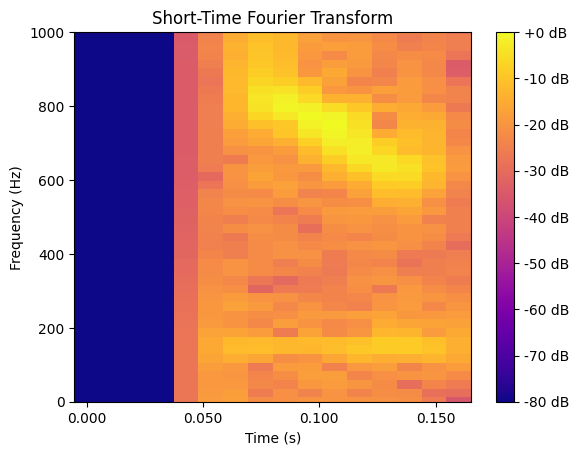 Short-Time Fourier Transform
1000
800
600
400
200
0
Frequency (Hz)
0.000
0.050
0.100
0.150
Time (s)
+0 dB
-10 dB
-20 dB
-30 dB
-40 dB
-50 dB
-60 dB
-70 dB
-80 dB